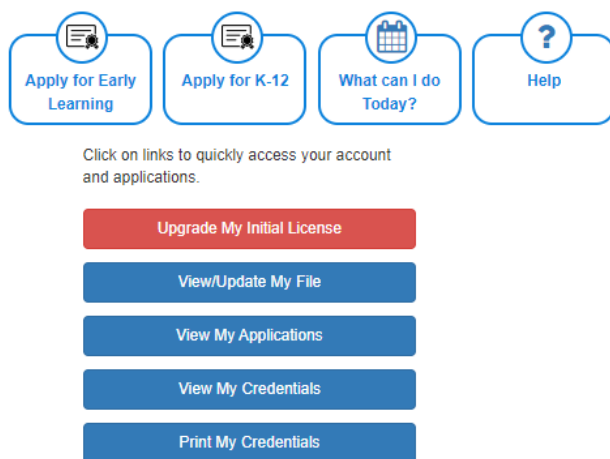 Apply for Early
Learning
Apply for K-12
What can I do
Today?
?
Help
Click on links to quickly access your account
and applications.
Upgrade My Initial License
View/Update My File
View My Applications
View My Credentials
Print My Credentials